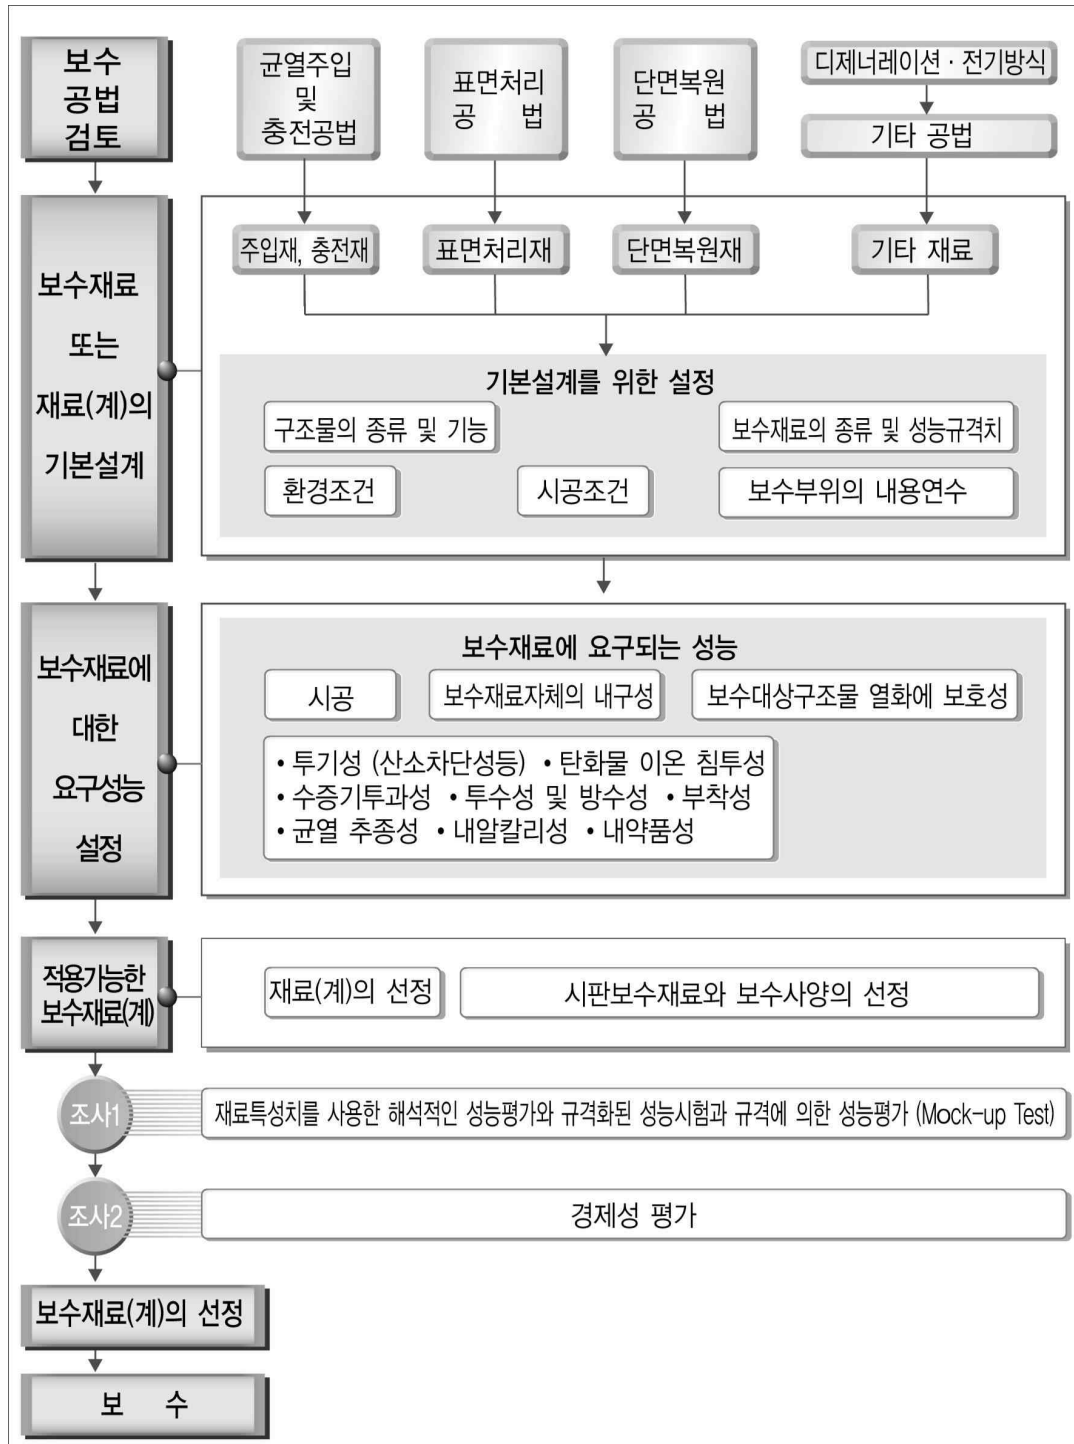 보수
공법
검토
균열주입
및
충전공법
표면처리
공 법
단면복원
공 법
디제너레이션 · 전기방식
기타 공법
보수재료
또는
재료(계)의
기본설계
주입재, 충전재
표면처리재
단면복원재
기타 재료
기본설계를 위한 설정
구조물의 종류 및 기능
보수재료의 종류 및 성능규격치
환경조건
시공조건
보수부위의 내용연수
보수재료에
대한
요구성능
설정
보수재료에 요구되는 성능
시공
보수재료자체의 내구성
보수대상구조물 열화에 보호성
• 투기성 (산소차단성등) • 탄화물 이온 침투성
• 수증기투과성 • 투수성 및 방수성 • 부착성
• 균열 추종성 • 내알칼리성 • 내약품성
적용가능한
보수재료(계)
재료(계)의 선정
시판보수재료와 보수사양의 선정
조사1
재료특성치를 사용한 해석적인 성능평가와 규격화된 성능시험과 규격에 의한 성능평가 (Mock-up Test)
조사2
경제성 평가
보수재료(계)의 선정
보 수